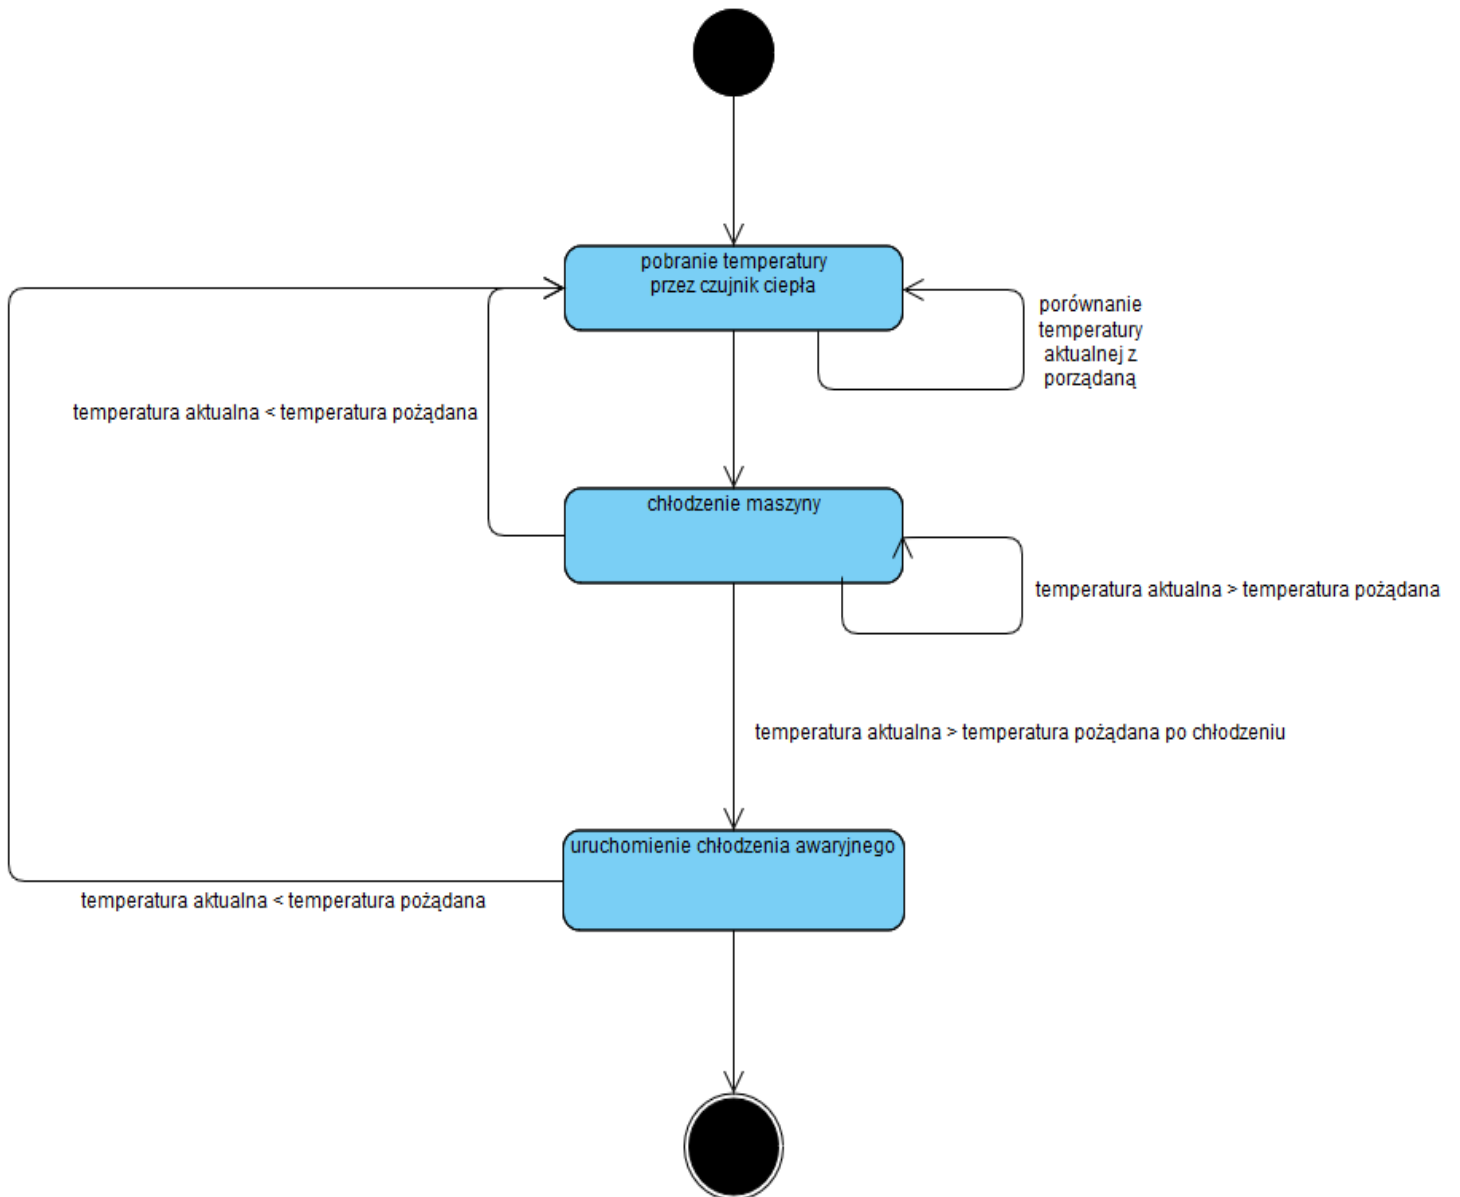 pobranie temperatury
przez czujnik ciepła
porównanie
temperatury
aktualnej z
porządaną
temperatura aktualna < temperatura pożądana
chłodzenie maszyny
temperatura aktualna > temperatura pożądana
temperatura aktualna > temperatura pożądana po chłodzeniu
uruchomienie chłodzenia awaryjnego
temperatura aktualna < temperatura pożądana